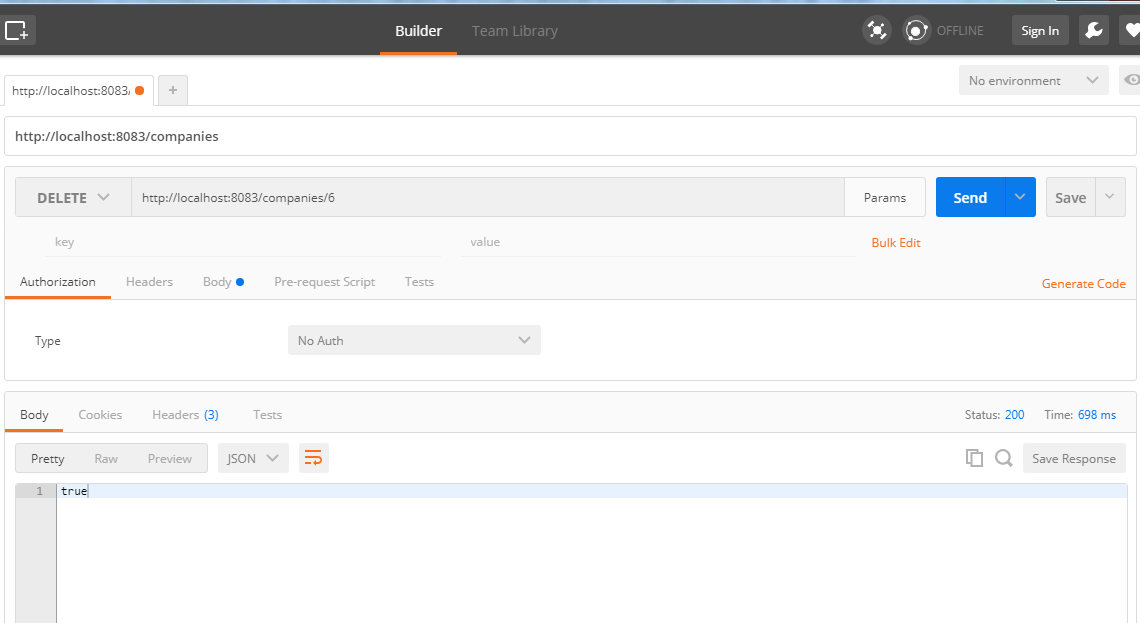 Builder Team Library OFFLINE Sign In
http://localhost:8083/ + No environment
http://localhost:8083/companies
DELETE http://localhost:8083/companies/6 Params Send Save
key value Bulk Edit
Authorization Headers Body Pre-request Script Tests Generate Code
Type No Auth
Body Cookies Headers (3) Tests Status: 200 Time: 698 ms
Pretty Raw Preview JSON Save Response
1 true